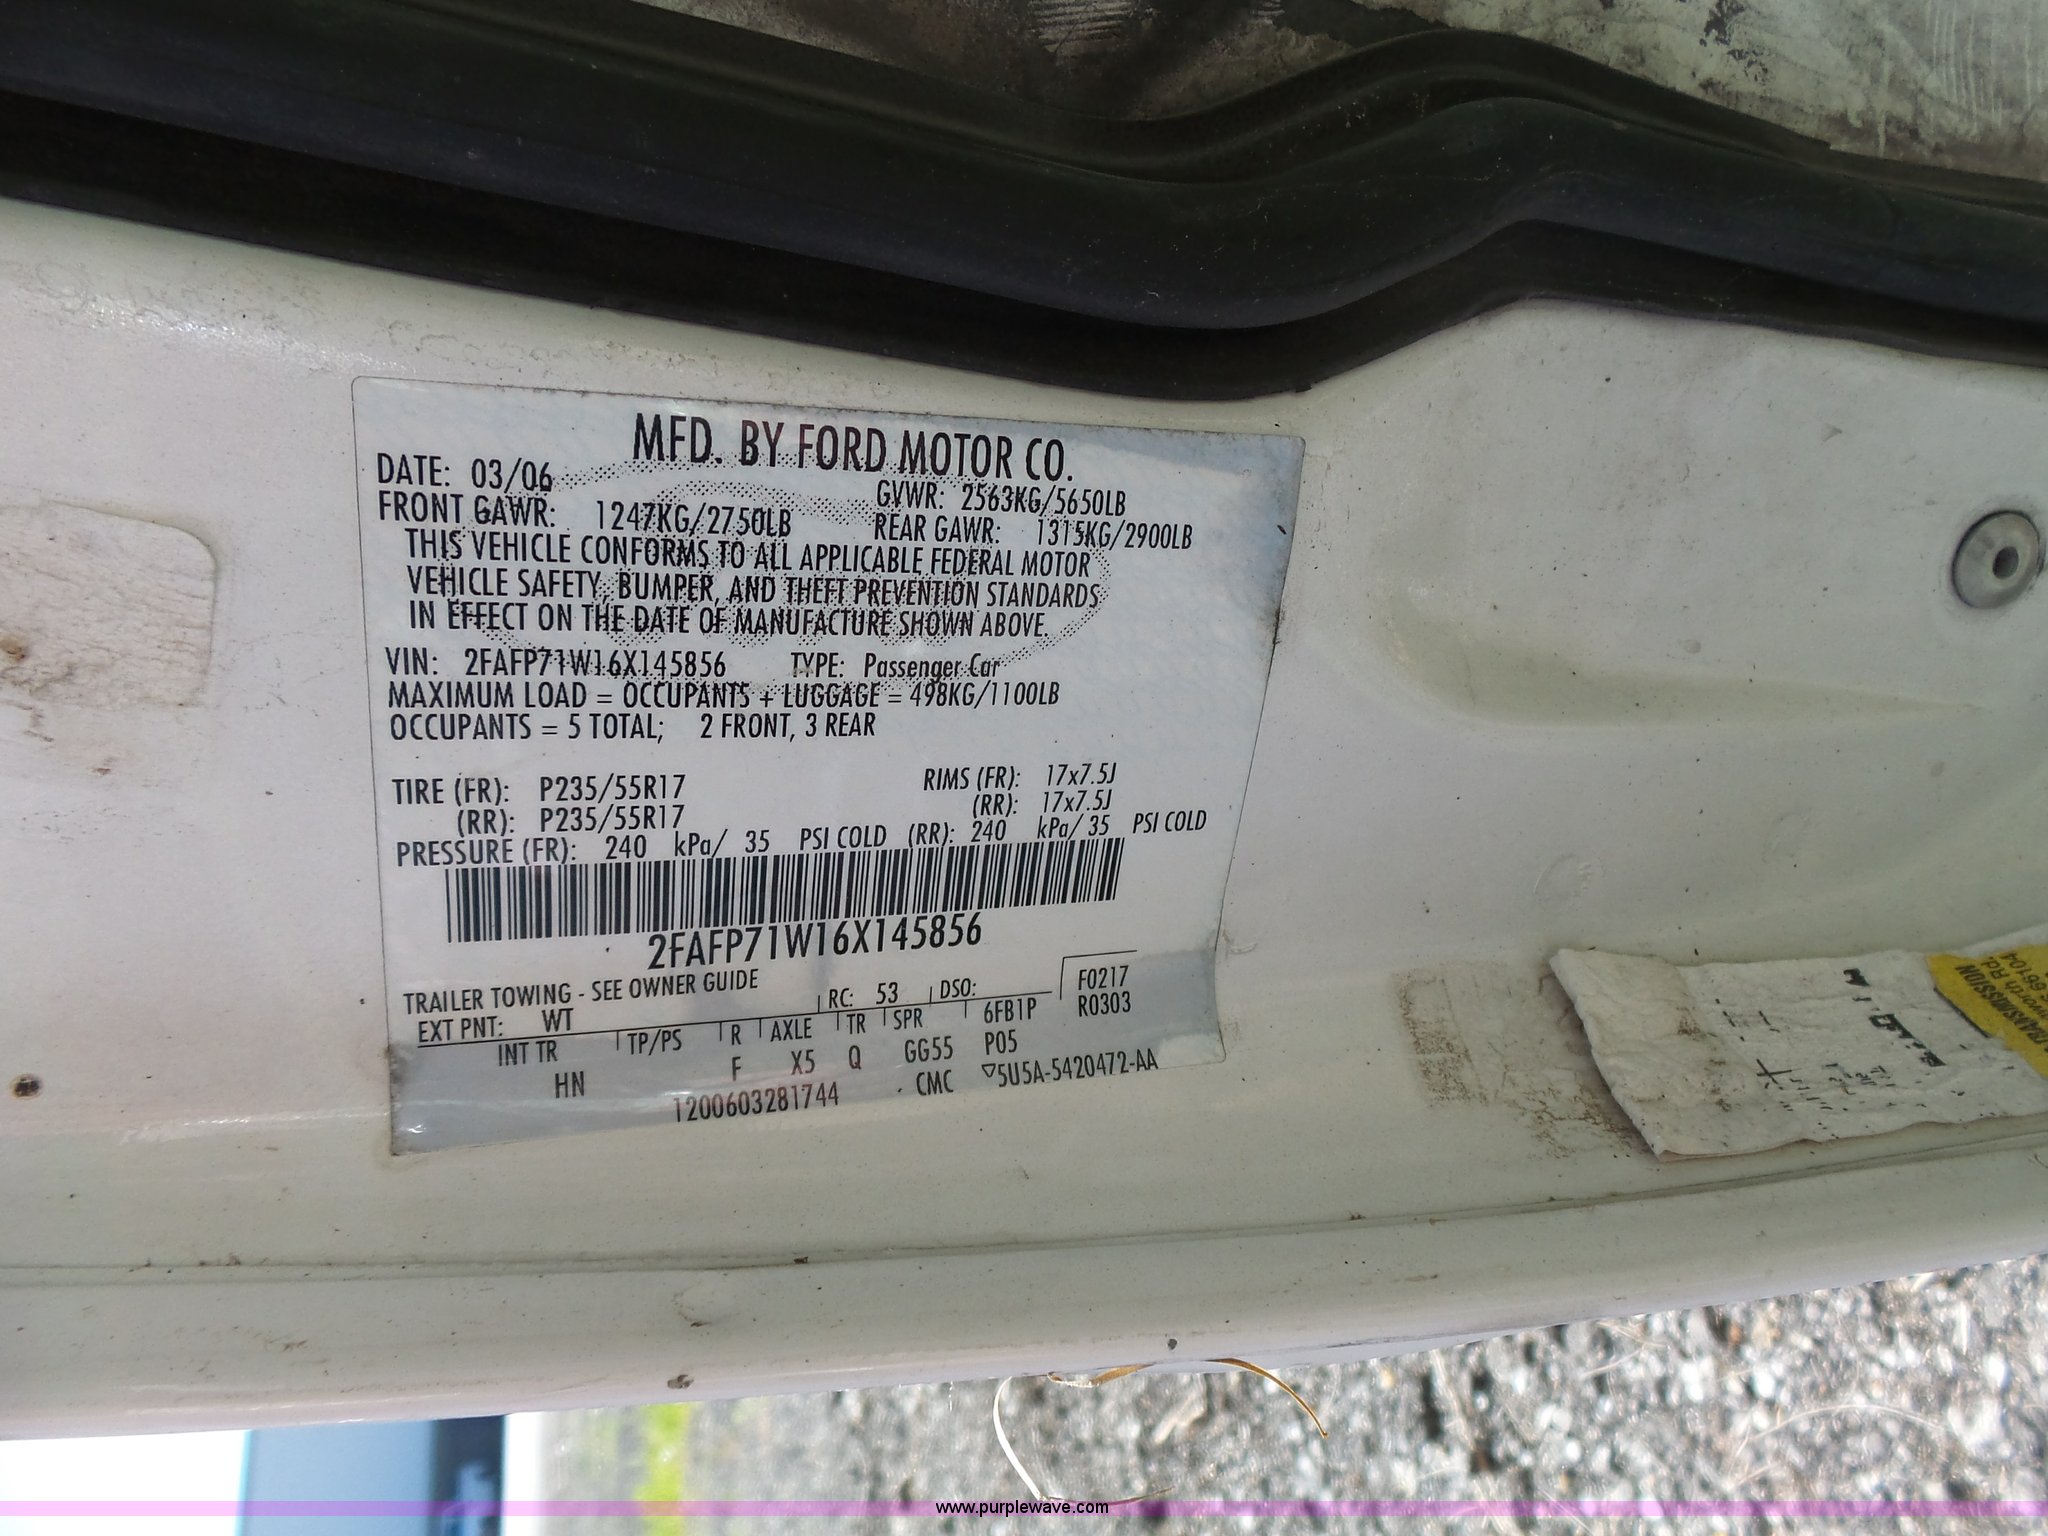 MFD. BY FORD MOTOR CO.
DATE: 03/06 GVWR: 2563KG/5650LB
FRONT GAWR: 1247KG/2750LB REAR GAWR: 1315KG/2900LB
THIS VEHICLE CONFORMS TO ALL APPLICABLE FEDERAL MOTOR
VEHICLE SAFETY, BUMPER, AND THEFT PREVENTION STANDARDS
IN EFFECT ON THE DATE OF MANUFACTURE SHOWN ABOVE.
VIN: 2FAFP71W16X145856 TYPE: Passenger Car
MAXIMUM LOAD = OCCUPANTS + LUGGAGE = 498KG/1100LB
OCCUPANTS = 5 TOTAL; 2 FRONT, 3 REAR
TIRE (FR): P235/55R17 RIMS (FR): 17x7.5J
(RR): P235/55R17 (RR): 17x7.5J
PRESSURE (FR): 240 kPa/ 35 PSI COLD (RR): 240 kPa/ 35 PSI COLD
2FAFP71W16X145856
TRAILER TOWING - SEE OWNER GUIDE
EXT PNT: WT RC: 53 DSO: F0217
INT TR TP/PS R AXLE TR SPR 6FB1P R0303
HN F X5 Q GG55 P05
1200603281744 CMC 5U5A-5420472-AA
TRANSMISSION
worth Rd.
66104
www.purplewave.com